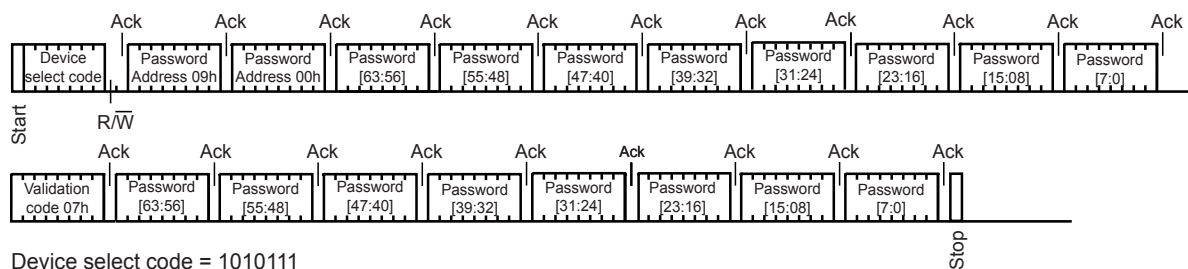 Ack Ack Ack Ack Ack Ack Ack Ack Ack Ack Ack
Device select code
Password Address 09h
Password Address 00h
Password [63:56]
Password [55:48]
Password [47:40]
Password [39:32]
Password [31:24]
Password [23:16]
Password [15:08]
Password [7:0]
Start
R/W̅
Ack Ack Ack Ack Ack Ack Ack Ack Ack
Validation code 07h
Password [63:56]
Password [55:48]
Password [47:40]
Password [39:32]
Password [31:24]
Password [23:16]
Password [15:08]
Password [7:0]
Stop
Device select code = 1010111